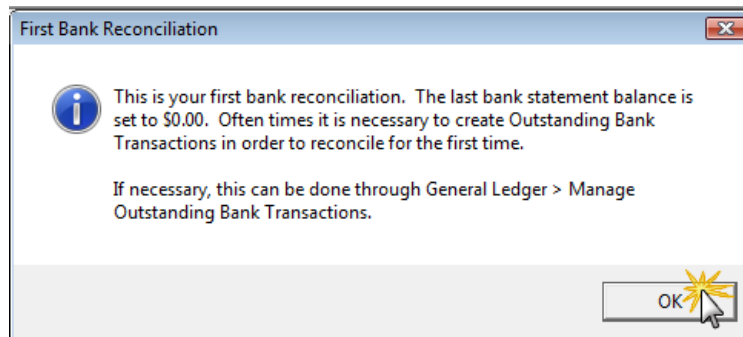 First Bank Reconciliation
This is your first bank reconciliation.  The last bank statement balance is
set to $0.00.  Often times it is necessary to create Outstanding Bank
Transactions in order to reconcile for the first time.
If necessary, this can be done through General Ledger > Manage
Outstanding Bank Transactions.
OK